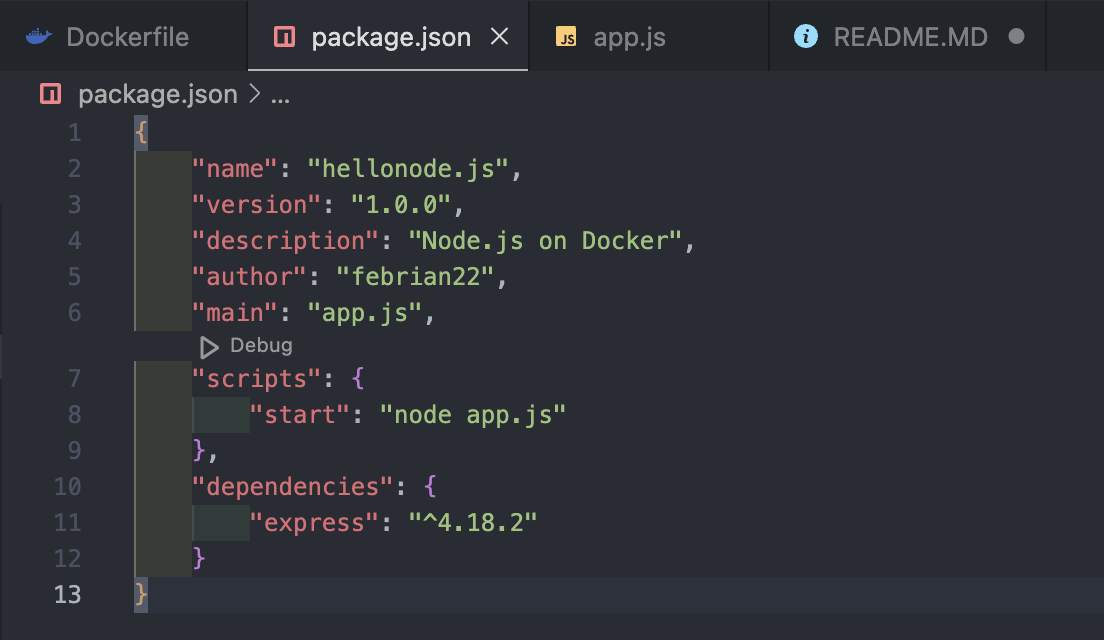 Dockerfile package.json app.js README.MD
package.json > ...
1 {
2 "name": "hellonode.js",
3 "version": "1.0.0",
4 "description": "Node.js on Docker",
5 "author": "febrian22",
6 "main": "app.js",
Debug
7 "scripts": {
8 "start": "node app.js"
9 },
10 "dependencies": {
11 "express": "^4.18.2"
12 }
13 }